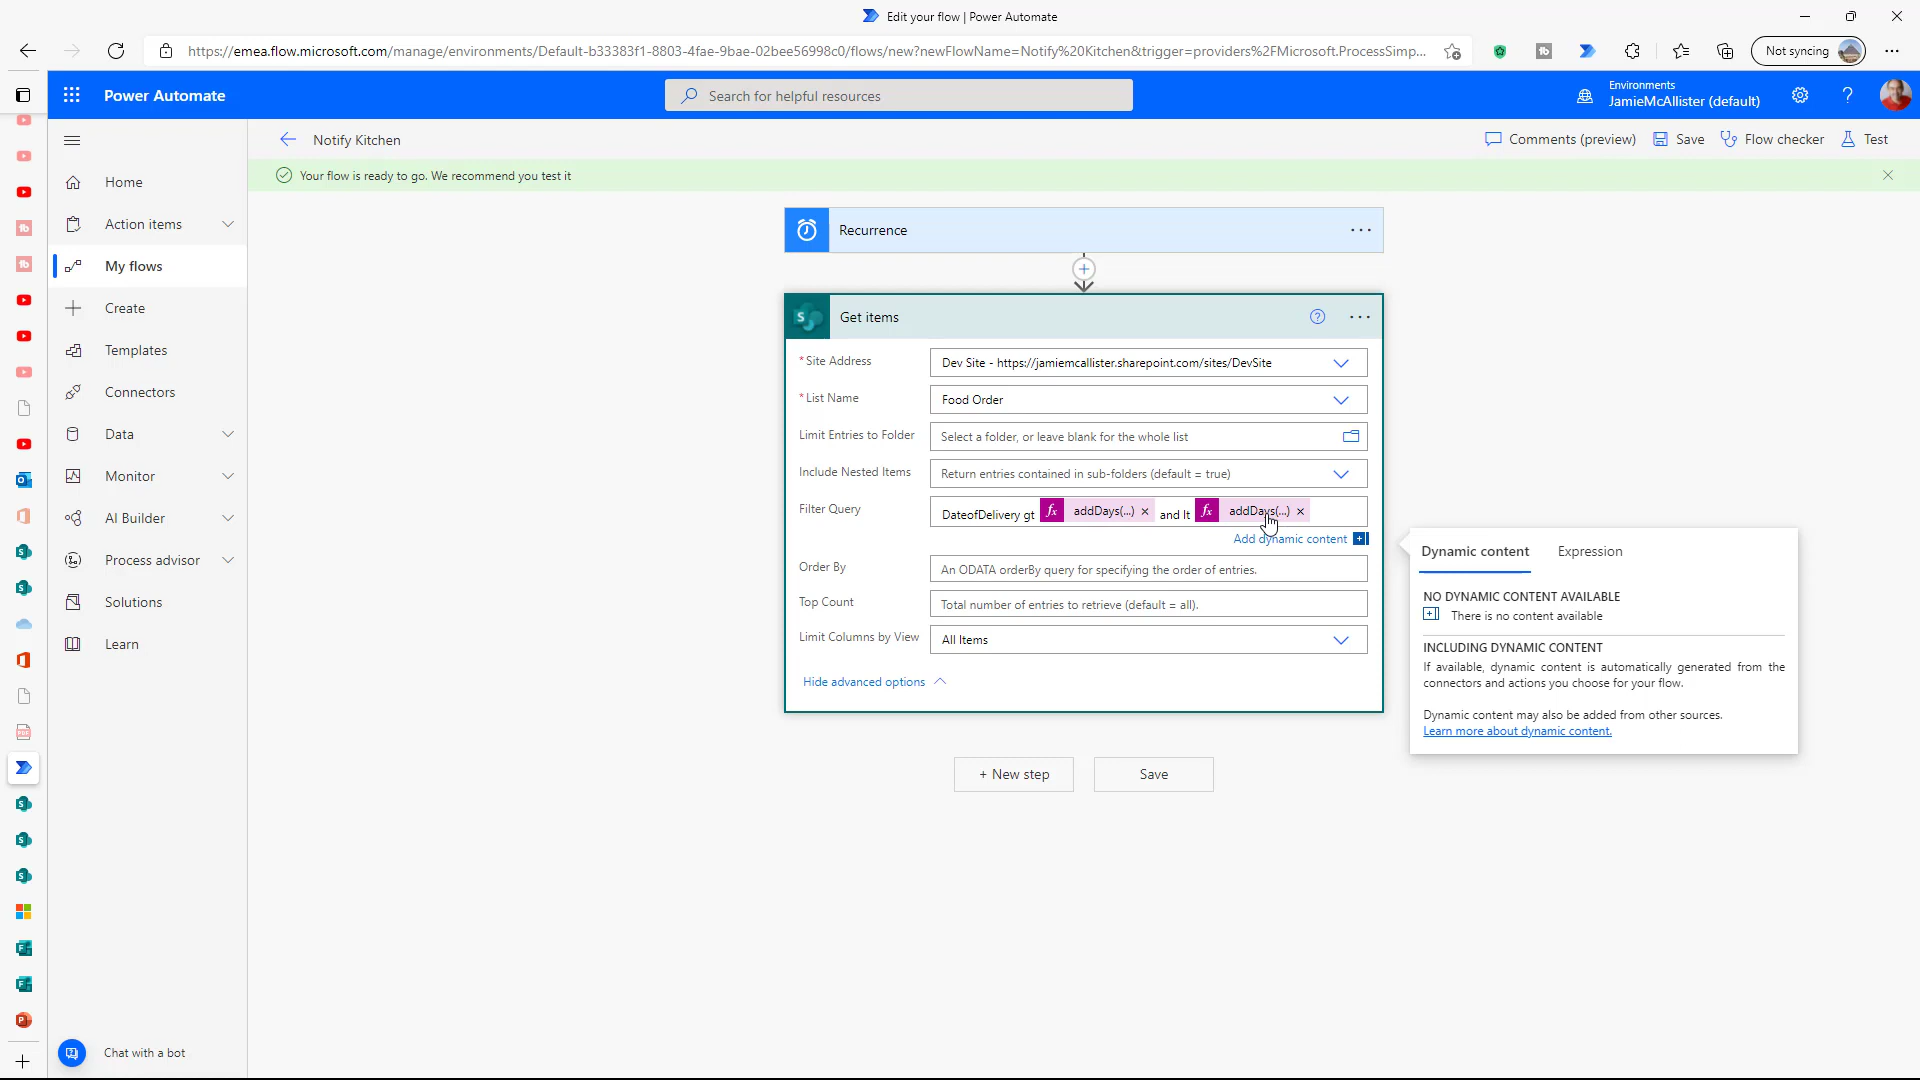 Edit your flow | Power Automate
https://emea.flow.microsoft.com/manage/environments/Default-b33383f1-8803-4fae-9bae-02bee56998c0/flows/new?newFlowName=Notify%20Kitchen&trigger=providers%2FMicrosoft.ProcessSimp...
Not syncing
Power Automate
Search for helpful resources
Environments
JamieMcAllister (default)
Notify Kitchen
Comments (preview)
Save
Flow checker
Test
Your flow is ready to go. We recommend you test it
Home
Action items
My flows
Create
Templates
Connectors
Data
Monitor
AI Builder
Process advisor
Solutions
Learn
Chat with a bot
Recurrence
Get items
* Site Address
Dev Site - https://jamiemcallister.sharepoint.com/sites/DevSite
* List Name
Food Order
Limit Entries to Folder
Select a folder, or leave blank for the whole list
Include Nested Items
Return entries contained in sub-folders (default = true)
Filter Query
DateofDelivery gt fx addDays(...) × and lt fx addDays(...) ×
Add dynamic content
Order By
An ODATA orderBy query for specifying the order of entries.
Top Count
Total number of entries to retrieve (default = all).
Limit Columns by View
All Items
Hide advanced options
+ New step
Save
Dynamic content
Expression
NO DYNAMIC CONTENT AVAILABLE
There is no content available
INCLUDING DYNAMIC CONTENT
If available, dynamic content is automatically generated from the
connectors and actions you choose for your flow.
Dynamic content may also be added from other sources.
Learn more about dynamic content.